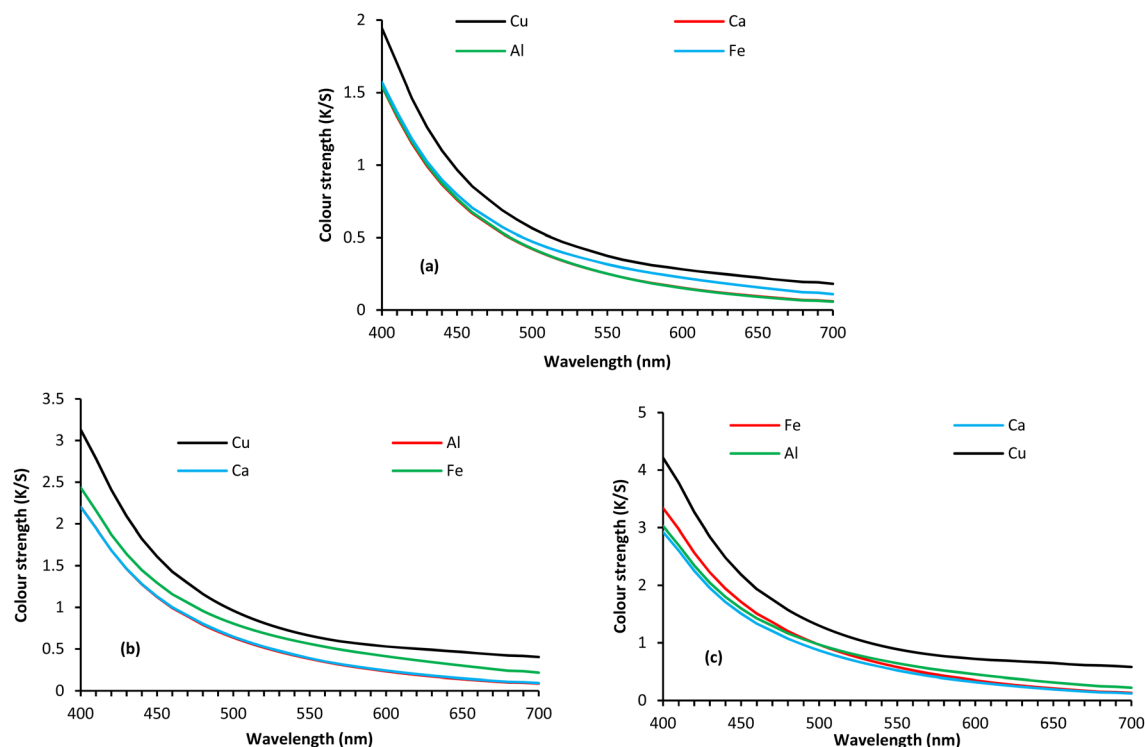 Colour strength (K/S)
2
1.5
1
0.5
0
Cu
Ca
Al
Fe
(a)
400 450 500 550 600 650 700
Wavelength (nm)
Colour strength (K/S)
3.5
3
2.5
2
1.5
1
0.5
0
Cu
Al
Ca
Fe
(b)
400 450 500 550 600 650 700
Wavelength (nm)
Colour strength (K/S)
5
4
3
2
1
0
Fe
Ca
Al
Cu
(c)
400 450 500 550 600 650 700
Wavelength (nm)